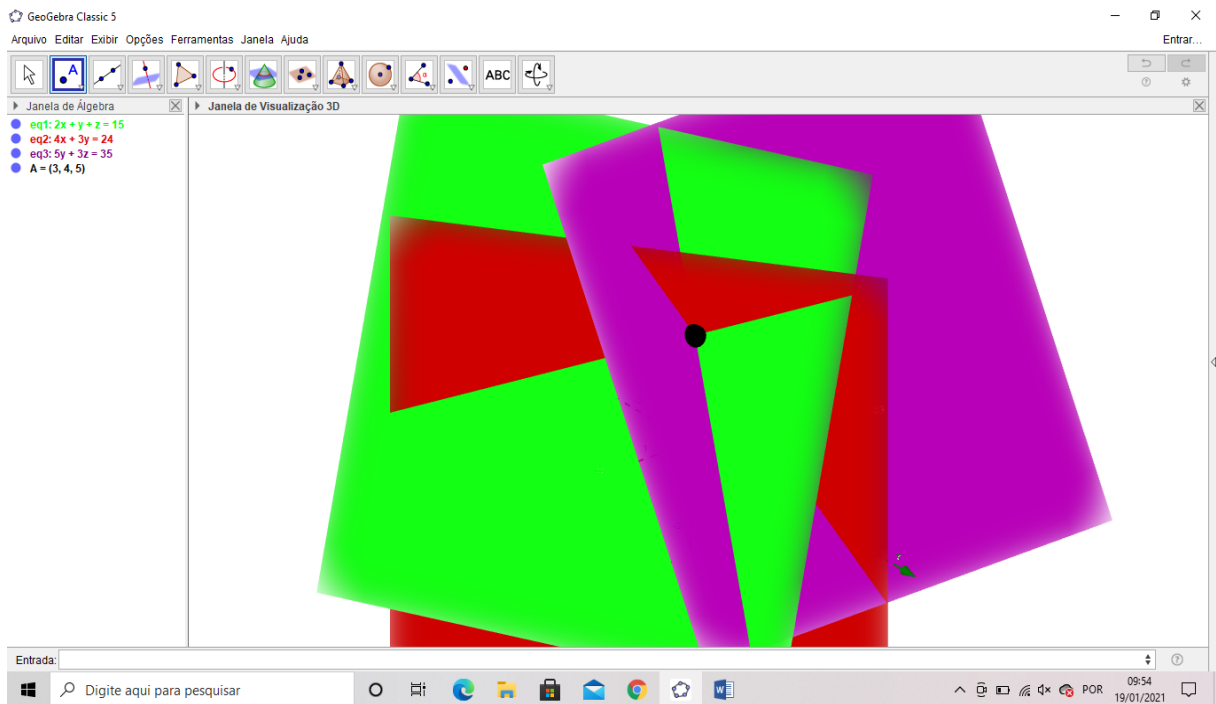 GeoGebra Classic 5
Arquivo Editar Exibir Opções Ferramentas Janela Ajuda
Entrar...
A
α
ABC
Janela de Álgebra
Janela de Visualização 3D
eq1: 2x + y + z = 15
eq2: 4x + 3y = 24
eq3: 5y + 3z = 35
A = (3, 4, 5)
Entrada:
Digite aqui para pesquisar
POR
09:54
19/01/2021